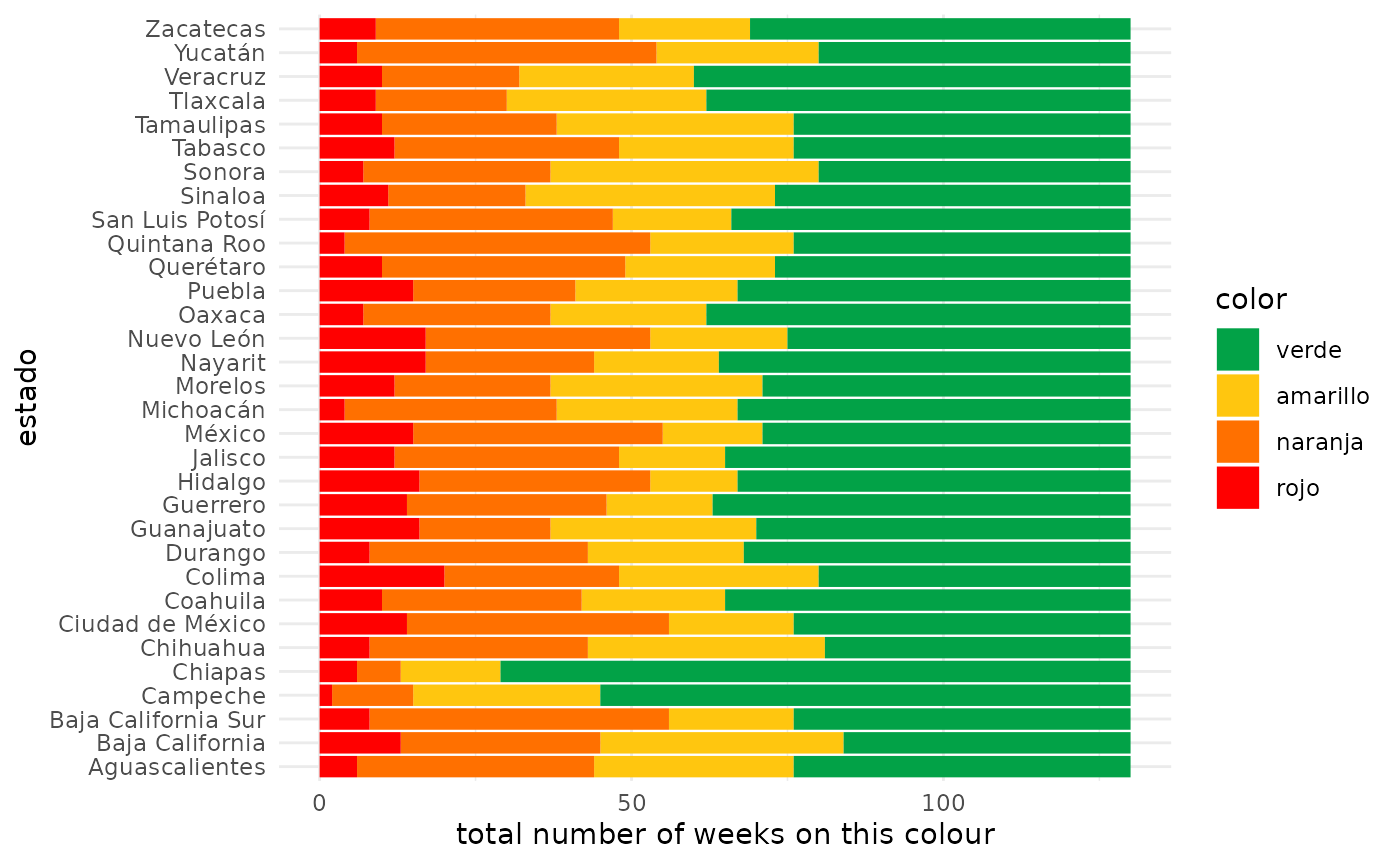 Zacatecas
Yucatán
Veracruz
Tlaxcala
Tamaulipas
Tabasco
Sonora
Sinaloa
San Luis Potosí
Quintana Roo
Querétaro
Puebla
Oaxaca
Nuevo León
Nayarit
Morelos
Michoacán
México
Jalisco
Hidalgo
Guerrero
Guanajuato
Durango
Colima
Coahuila
Ciudad de México
Chihuahua
Chiapas
Campeche
Baja California Sur
Baja California
Aguascalientes
estado
0 50 100
total number of weeks on this colour
color
verde
amarillo
naranja
rojo